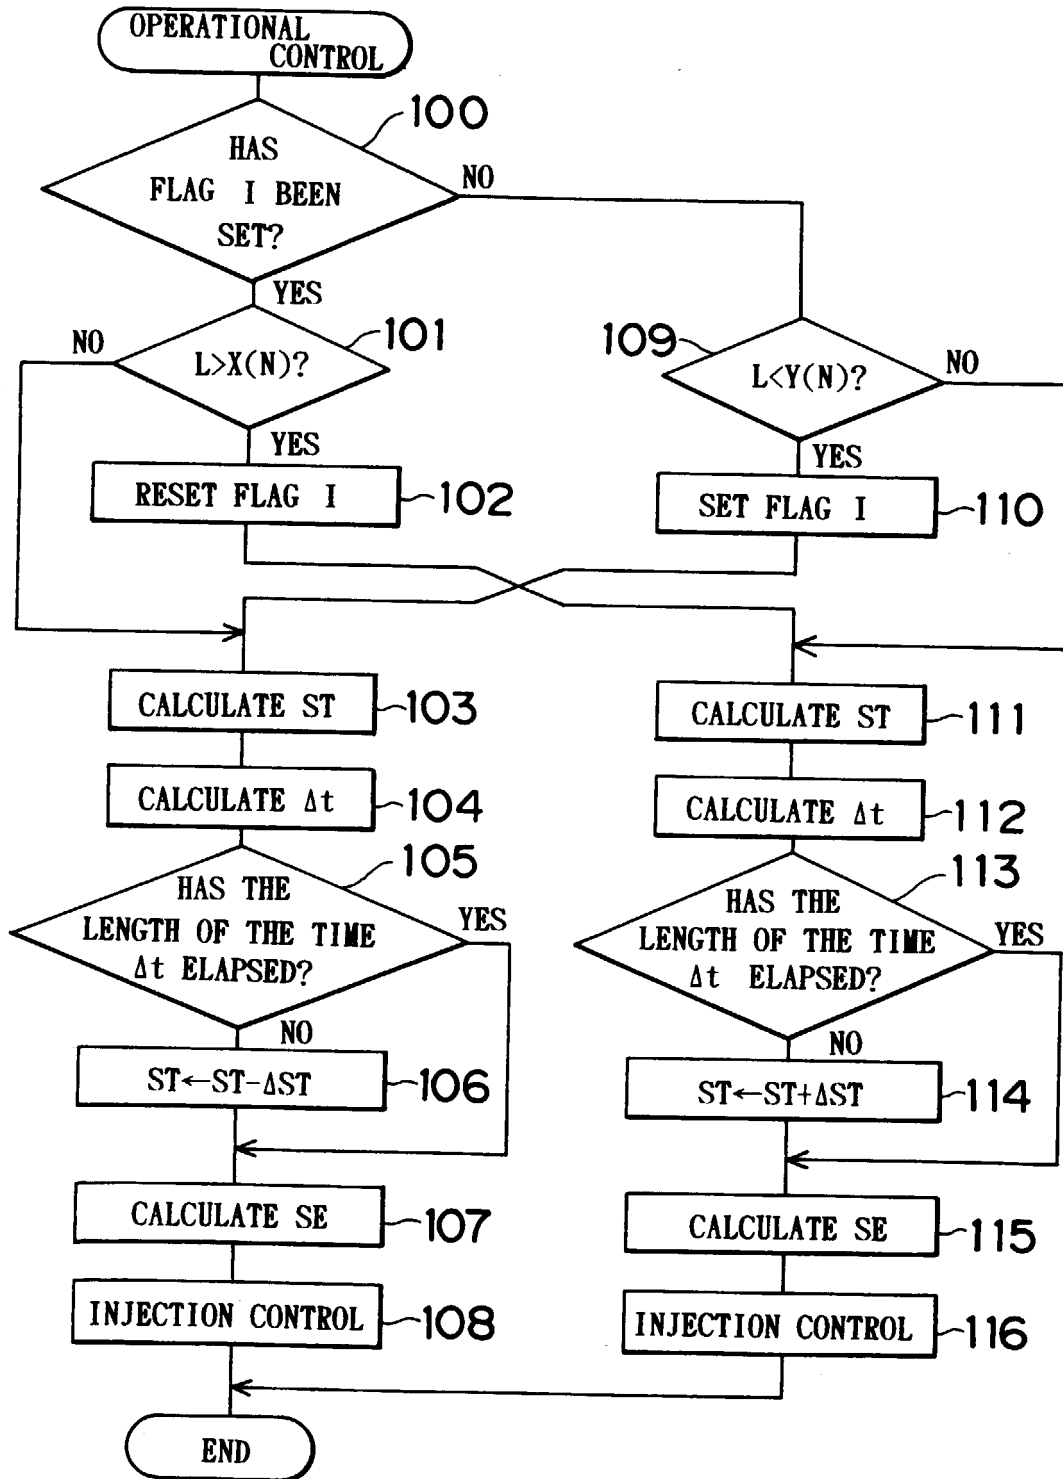 OPERATIONAL
CONTROL
100
HAS
FLAG I BEEN
SET?
NO
YES
101
NO
L>X(N)?
YES
RESET FLAG I
102
109
L<Y(N)?
NO
YES
SET FLAG I
110
CALCULATE ST
103
CALCULATE Δt
104
105
HAS THE
LENGTH OF THE TIME
Δt ELAPSED?
YES
NO
ST←ST-ΔST
106
CALCULATE SE
107
INJECTION CONTROL
108
CALCULATE ST
111
CALCULATE Δt
112
113
HAS THE
LENGTH OF THE TIME
Δt ELAPSED?
YES
NO
ST←ST+ΔST
114
CALCULATE SE
115
INJECTION CONTROL
116
END